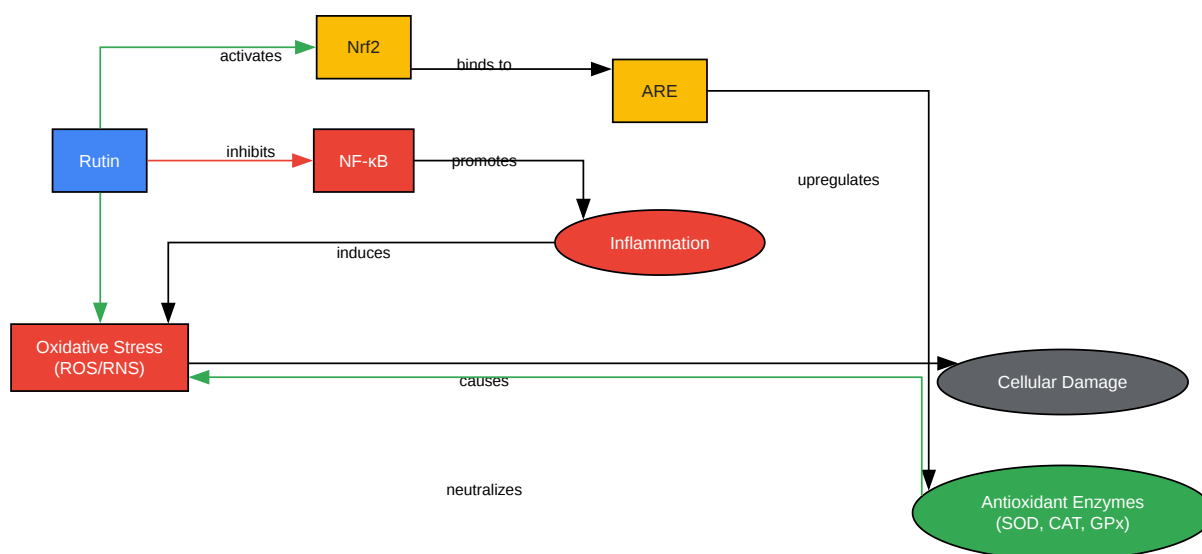 Nrf2
activates
binds to
ARE
Rutin
inhibits
NF-κB
promotes
upregulates
Inflammation
induces
Oxidative Stress
(ROS/RNS)
causes
Cellular Damage
neutralizes
Antioxidant Enzymes
(SOD, CAT, GPx)